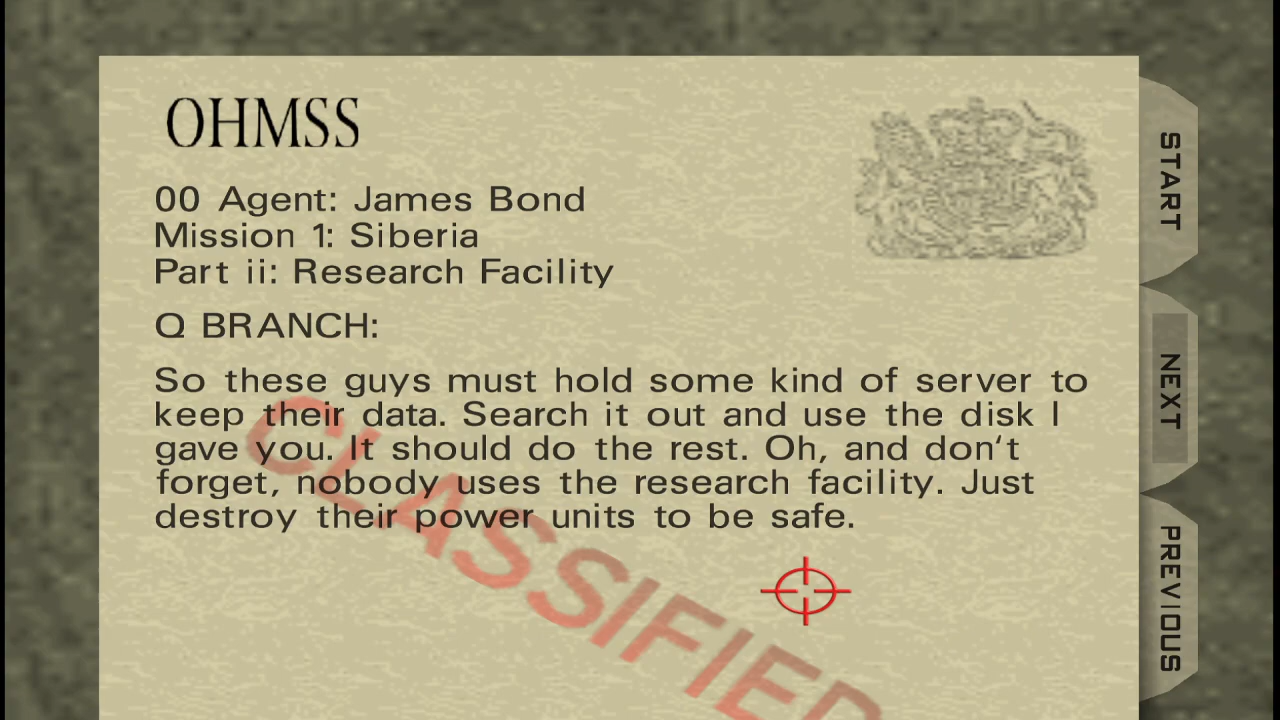 OHMSS
00 Agent: James Bond
Mission 1: Siberia
Part ii: Research Facility
Q BRANCH:
So these guys must hold some kind of server to
keep their data. Search it out and use the disk I
gave you. It should do the rest. Oh, and don't
forget, nobody uses the research facility. Just
destroy their power units to be safe.
CLASSIFIED
START
NEXT
PREVIOUS